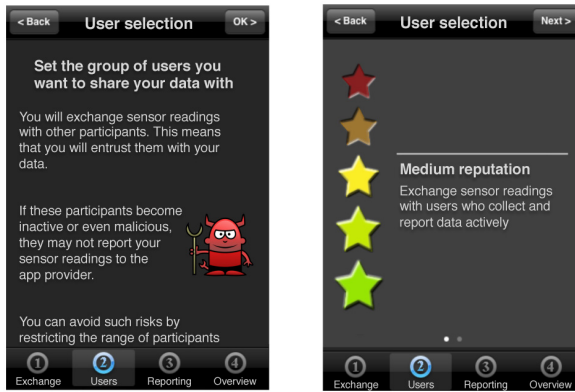 < Back User selection OK >
Set the group of users you
want to share your data with
You will exchange sensor readings
with other participants. This means
that you will entrust them with your
data.
If these participants become
inactive or even malicious,
they may not report your
sensor readings to the
app provider.
You can avoid such risks by
restricting the range of participants
1 2 3 4
Exchange Users Reporting Overview
< Back User selection Next >
Medium reputation
Exchange sensor readings
with users who collect and
report data actively
1 2 3 4
Exchange Users Reporting Overview